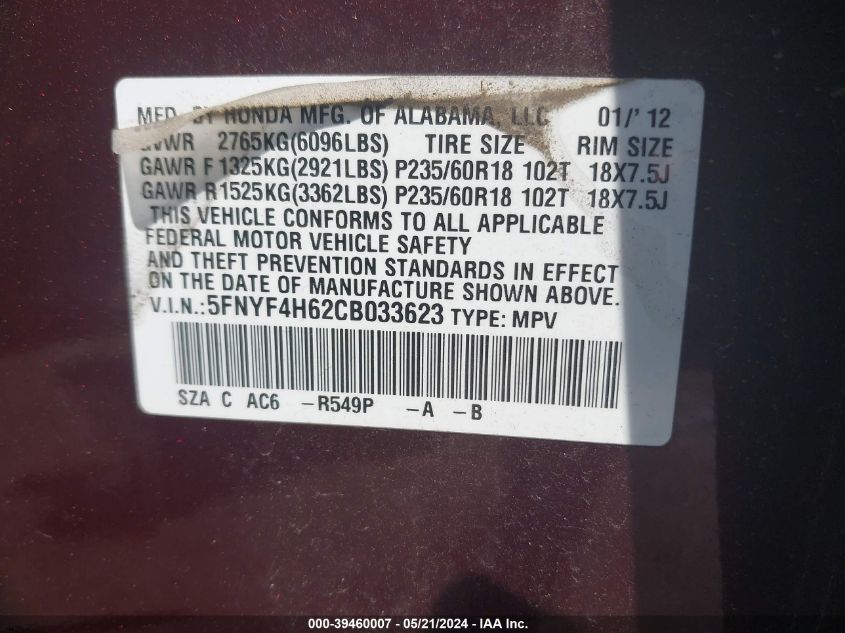 MFD. BY HONDA MFG. OF ALABAMA, LLC 01/'12
GVWR 2765KG(6096LBS) TIRE SIZE RIM SIZE
GAWR F 1325KG(2921LBS) P235/60R18 102T 18X7.5J
GAWR R 1525KG(3362LBS) P235/60R18 102T 18X7.5J
THIS VEHICLE CONFORMS TO ALL APPLICABLE
FEDERAL MOTOR VEHICLE SAFETY
AND THEFT PREVENTION STANDARDS IN EFFECT
ON THE DATE OF MANUFACTURE SHOWN ABOVE.
V.I.N.:5FNYF4H62CB033623 TYPE: MPV
SZA C AC6 -R549P -A -B
000-39460007 - 05/21/2024 - IAA Inc.